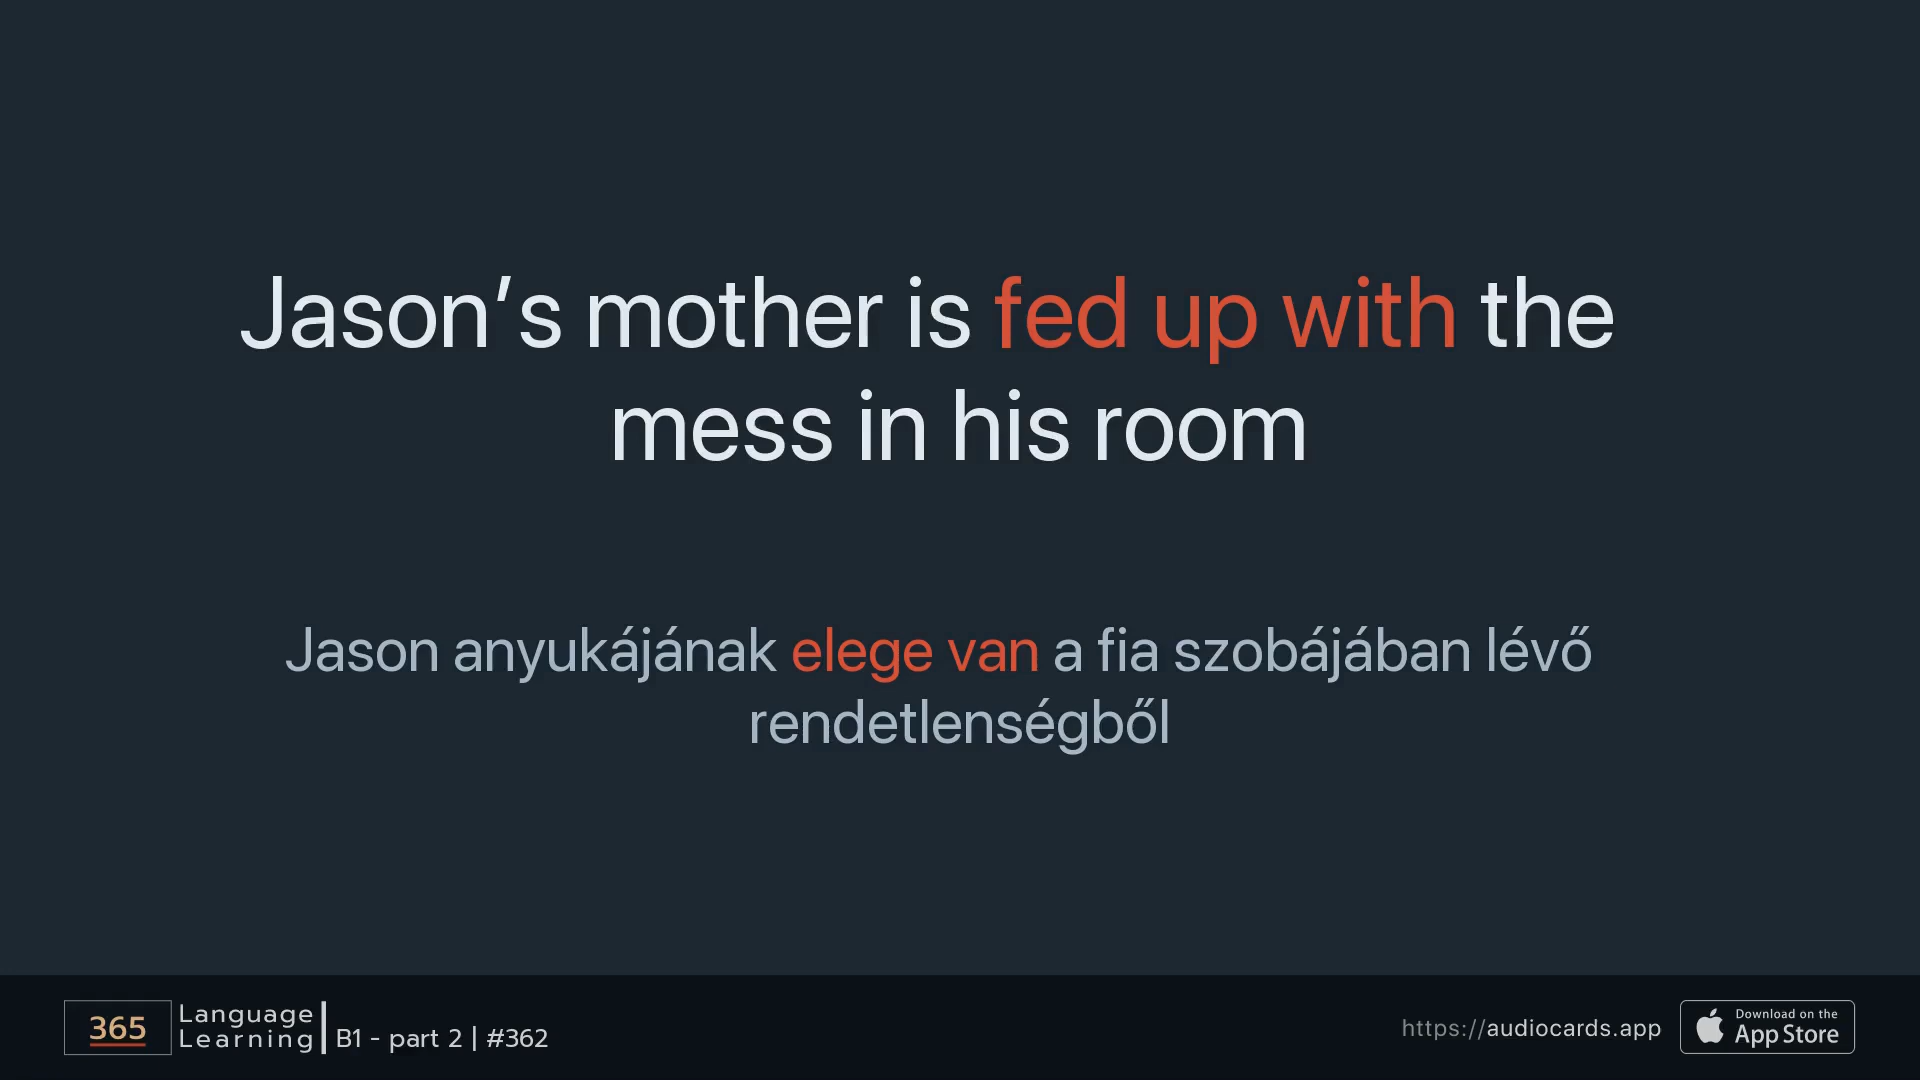 Jason’s mother is fed up with the
mess in his room
Jason anyukájának elege van a fia szobájában lévő
rendetlenségből
365
Language
Learning
B1 - part 2 | #362
https://audiocards.app
Download on the
App Store